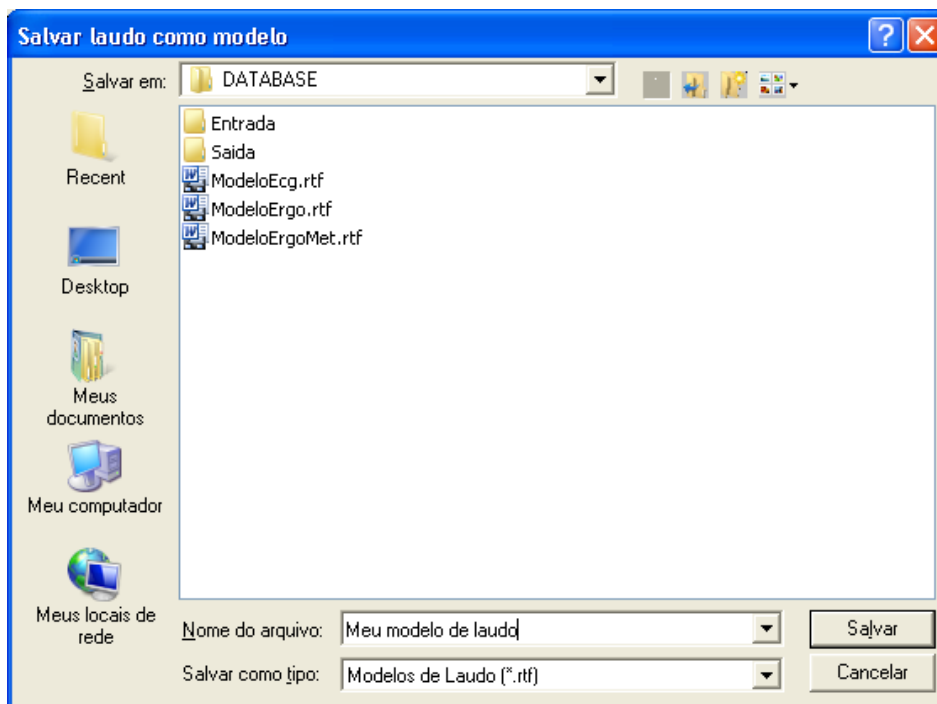 Salvar laudo como modelo
Salvar em:
DATABASE
Recent
Desktop
Meus
documentos
Meu computador
Meus locais de
rede
Entrada
Saida
ModeloEcg.rtf
ModeloErgo.rtf
ModeloErgoMet.rtf
Nome do arquivo:
Meu modelo de laudo
Salvar
Salvar como tipo:
Modelos de Laudo (*.rtf)
Cancelar